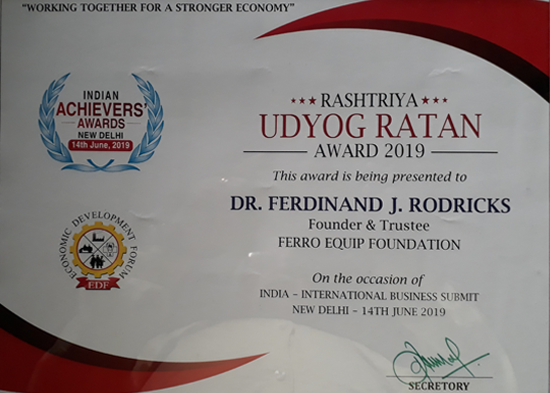 "WORKING TOGETHER FOR A STRONGER ECONOMY"
INDIAN
ACHIEVERS'
AWARDS
NEW DELHI
14th June, 2019
ECONOMIC DEVELOPMENT FORUM
EDF
RASHTRIYA
UDYOG RATAN
AWARD 2019
This award is being presented to
DR. FERDINAND J. RODRICKS
Founder & Trustee
FERRO EQUIP FOUNDATION
On the occasion of
INDIA – INTERNATIONAL BUSINESS SUBMIT
NEW DELHI – 14TH JUNE 2019
SECRETORY